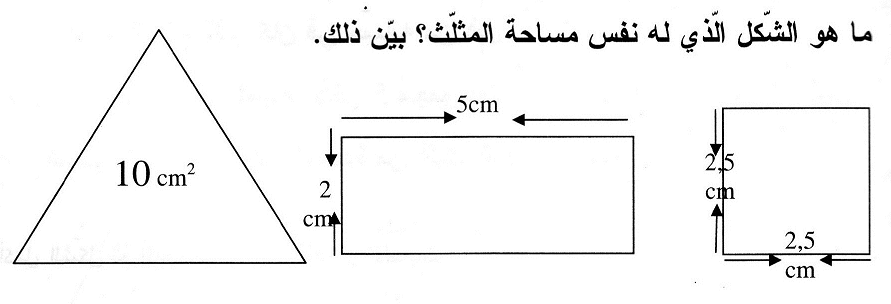 ما هو الشّكل الّذي له نفس مساحة المثلّث؟ بيّن ذلك.
5cm
2
cm
10 cm²
2,5
cm
2,5
cm